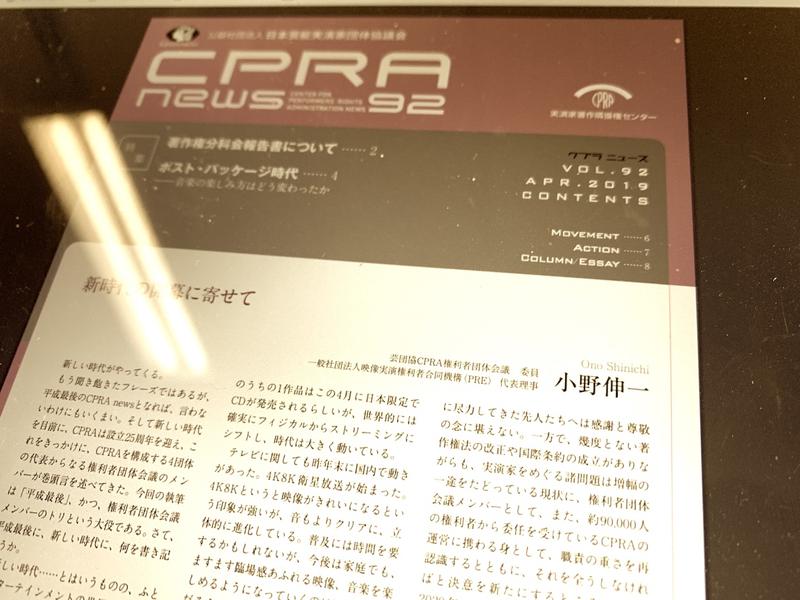 公益社団法人 日本芸能実演家団体協議会
CPRA
news
CENTER FOR
PERFORMERS' RIGHTS
ADMINISTRATION NEWS
92
CPRA
実演家著作隣接権センター
特集
著作権分科会報告書について ……2
ポスト・パッケージ時代 ……4
──音楽の楽しみ方はどう変わったか
クプラ ニュース
VOL.92
APR.2019
CONTENTS
MOVEMENT ……6
ACTION ……7
COLUMN/ESSAY ……8
新時代の開幕に寄せて
芸団協CPRA権利者団体会議 委員
一般社団法人映像実演権利者合同機構(PRE) 代表理事
Ono Shinichi
小野伸一
新しい時代がやってくる。
もう聞き飽きたフレーズではあるが、
平成最後のCPRA newsとなれば、言わな
いわけにもいくまい。そして新しい時代
を目前に、CPRAは設立25周年を迎え、こ
れをきっかけに、CPRAを構成する4団体
の代表からなる権利者団体会議のメン
バーが巻頭言を述べてきた。今回の執筆
は「平成最後」、かつ、権利者団体会議
メンバーのトリという大役である。さて、
平成最後に、新しい時代に、何を書き記
うか。
しい時代……とはいうものの、ふと
ターテインメントの世
のうちの1作品はこの4月に日本限定で
CDが発売されるらしいが、世界的には
確実にフィジカルからストリーミングに
シフトし、時代は大きく動いている。
テレビに関しても昨年末に国内で動き
があった。4K8K衛星放送が始まった。
4K8Kというと映像がきれいになるとい
う印象が強いが、音もよりクリアに、立
体的に進化している。普及には時間を要
するかもしれないが、今後は家庭でも、
ますます臨場感あふれる映像、音楽を楽
しめるようになっていくの
に尽力してきた先人たちへは感謝と尊敬
の念に堪えない。一方で、幾度とない著
作権法の改正や国際条約の成立がありな
がらも、実演家をめぐる諸問題は増幅の
一途をたどっている現状に、権利者団体
会議メンバーとして、また、約90,000人
の権利者から委任を受けているCPRAの
運営に携わる身として、職責の重さを再
認識するとともに、それを全うしなけれ
ばと決意を新たにするところ